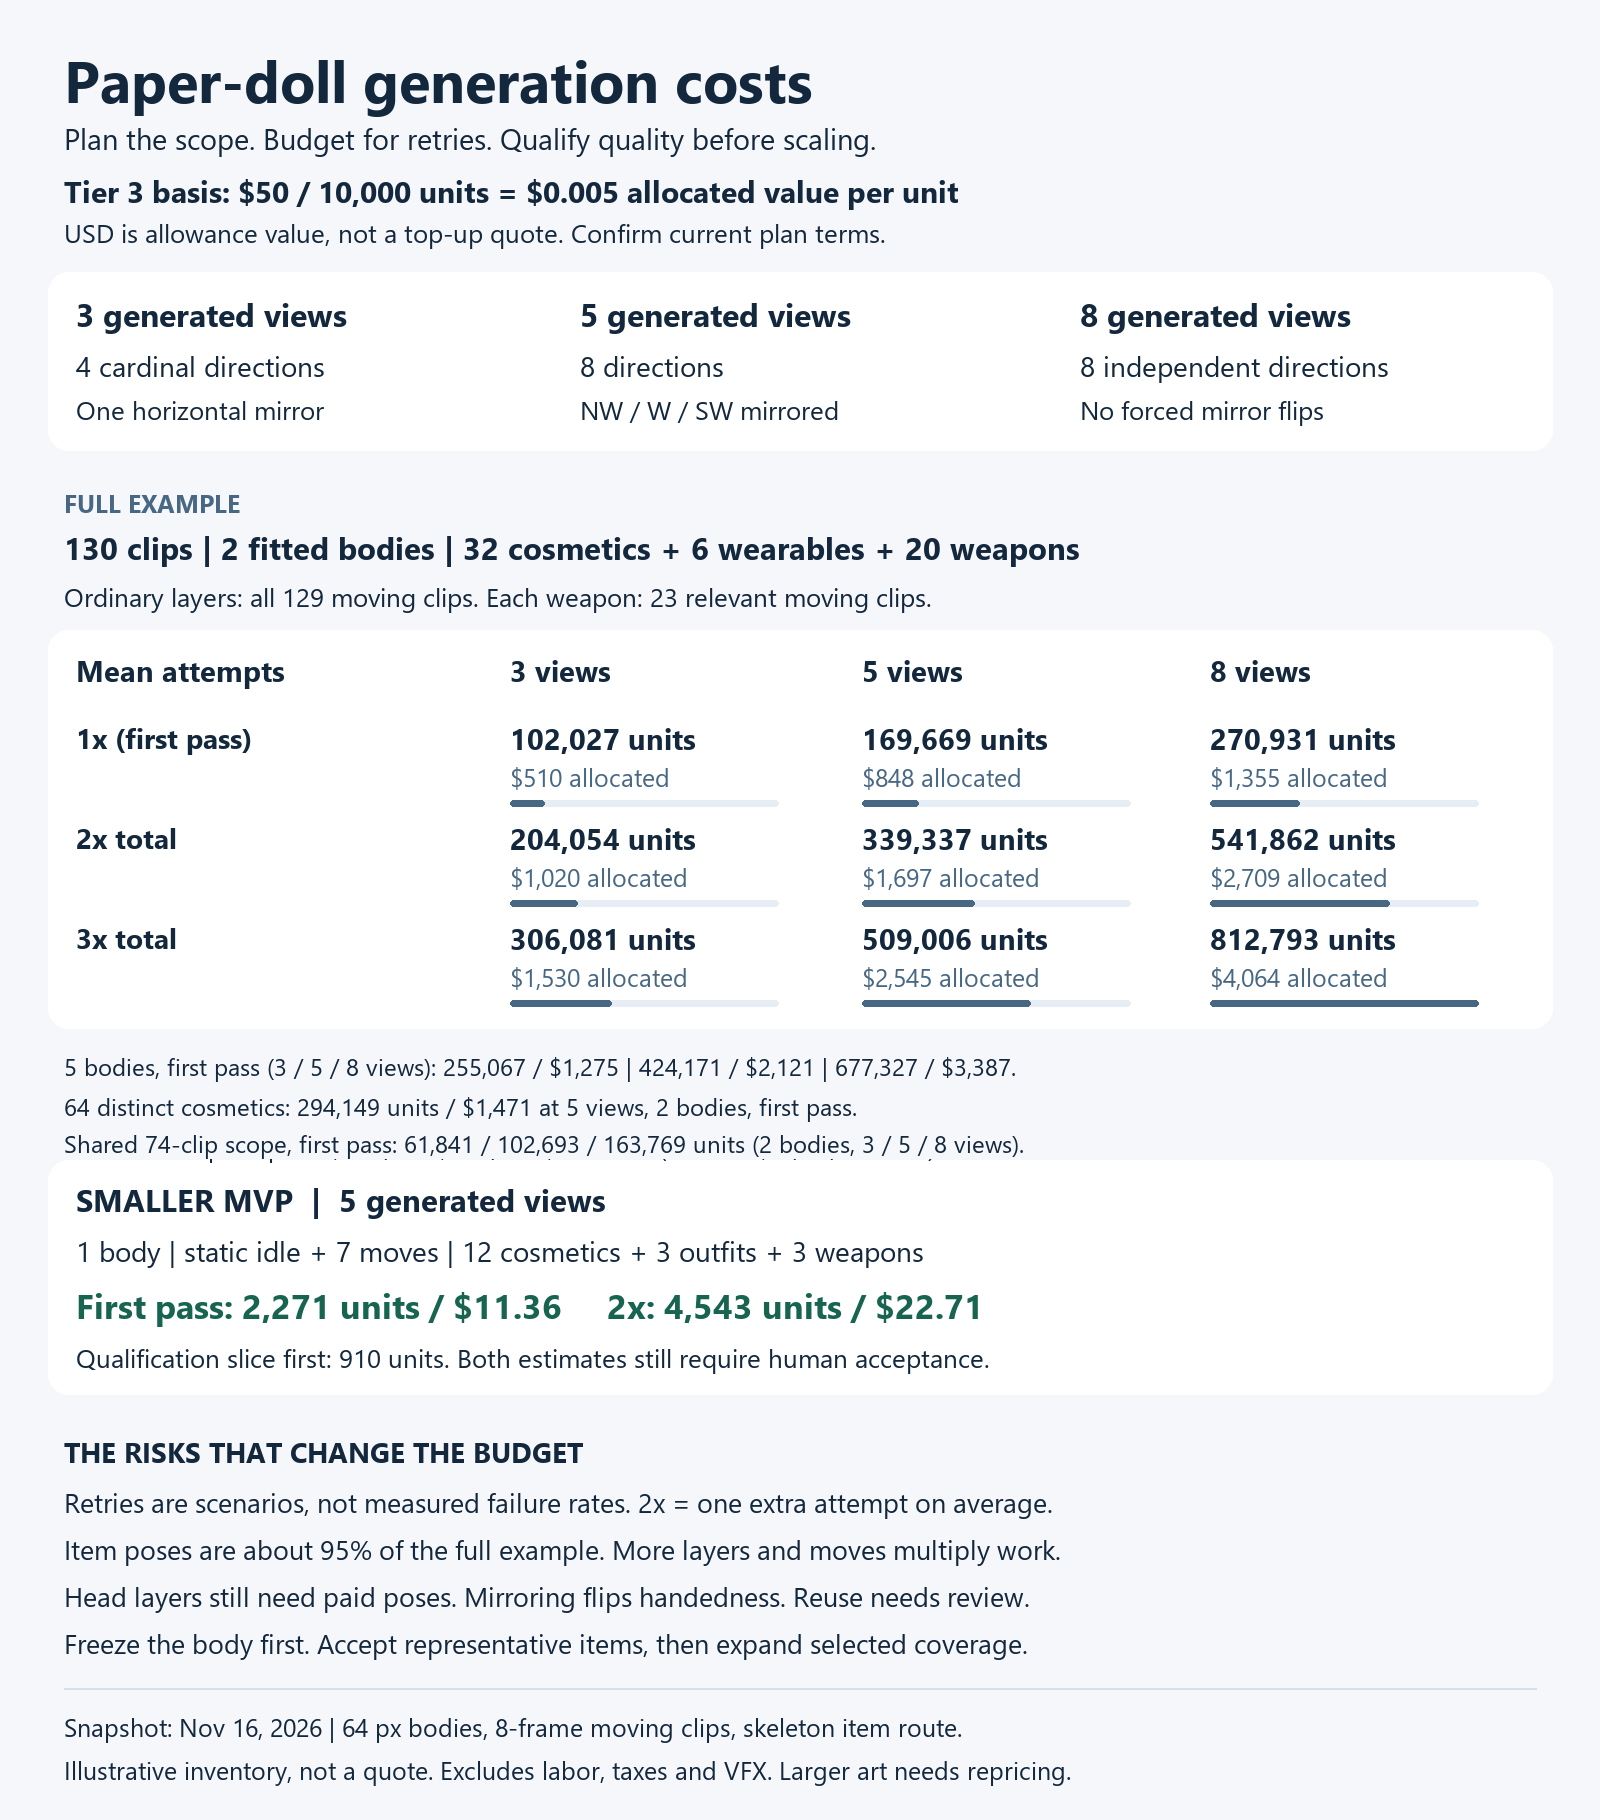 Paper-doll generation costs
Plan the scope. Budget for retries. Qualify quality before scaling.
Tier 3 basis: $50 / 10,000 units = $0.005 allocated value per unit
USD is allowance value, not a top-up quote. Confirm current plan terms.
3 generated views
4 cardinal directions
One horizontal mirror
5 generated views
8 directions
NW / W / SW mirrored
8 generated views
8 independent directions
No forced mirror flips
FULL EXAMPLE
130 clips | 2 fitted bodies | 32 cosmetics + 6 wearables + 20 weapons
Ordinary layers: all 129 moving clips. Each weapon: 23 relevant moving clips.
Mean attempts 3 views 5 views 8 views
1x (first pass) 102,027 units 169,669 units 270,931 units
$510 allocated $848 allocated $1,355 allocated
2x total 204,054 units 339,337 units 541,862 units
$1,020 allocated $1,697 allocated $2,709 allocated
3x total 306,081 units 509,006 units 812,793 units
$1,530 allocated $2,545 allocated $4,064 allocated
5 bodies, first pass (3 / 5 / 8 views): 255,067 / $1,275 | 424,171 / $2,121 | 677,327 / $3,387.
64 distinct cosmetics: 294,149 units / $1,471 at 5 views, 2 bodies, first pass.
Shared 74-clip scope, first pass: 61,841 / 102,693 / 163,769 units (2 bodies, 3 / 5 / 8 views).
SMALLER MVP | 5 generated views
1 body | static idle + 7 moves | 12 cosmetics + 3 outfits + 3 weapons
First pass: 2,271 units / $11.36 2x: 4,543 units / $22.71
Qualification slice first: 910 units. Both estimates still require human acceptance.
THE RISKS THAT CHANGE THE BUDGET
Retries are scenarios, not measured failure rates. 2x = one extra attempt on average.
Item poses are about 95% of the full example. More layers and moves multiply work.
Head layers still need paid poses. Mirroring flips handedness. Reuse needs review.
Freeze the body first. Accept representative items, then expand selected coverage.
Snapshot: Nov 16, 2026 | 64 px bodies, 8-frame moving clips, skeleton item route.
Illustrative inventory, not a quote. Excludes labor, taxes and VFX. Larger art needs repricing.